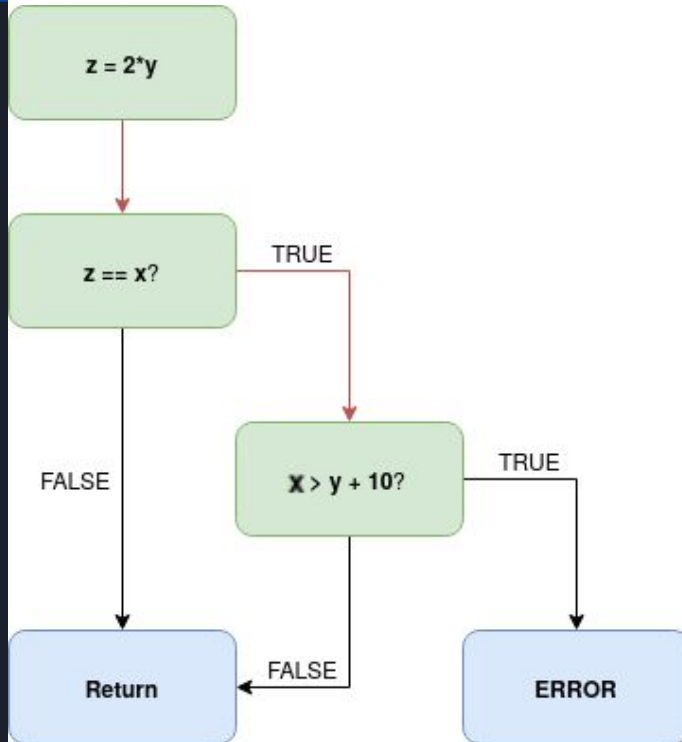 z = 2*y
z == x?
TRUE
FALSE
x > y + 10?
TRUE
FALSE
Return
ERROR